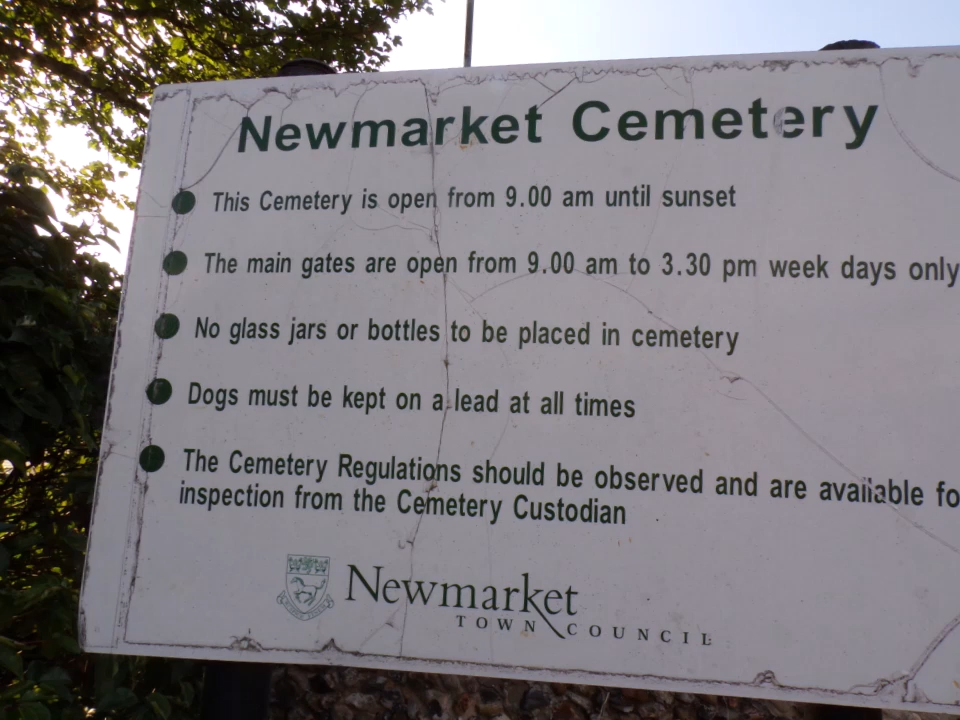 Newmarket Cemetery
This Cemetery is open from 9.00 am until sunset
The main gates are open from 9.00 am to 3.30 pm week days only
No glass jars or bottles to be placed in cemetery
Dogs must be kept on a lead at all times
The Cemetery Regulations should be observed and are available fo
inspection from the Cemetery Custodian
Newmarket
TOWN COUNCIL